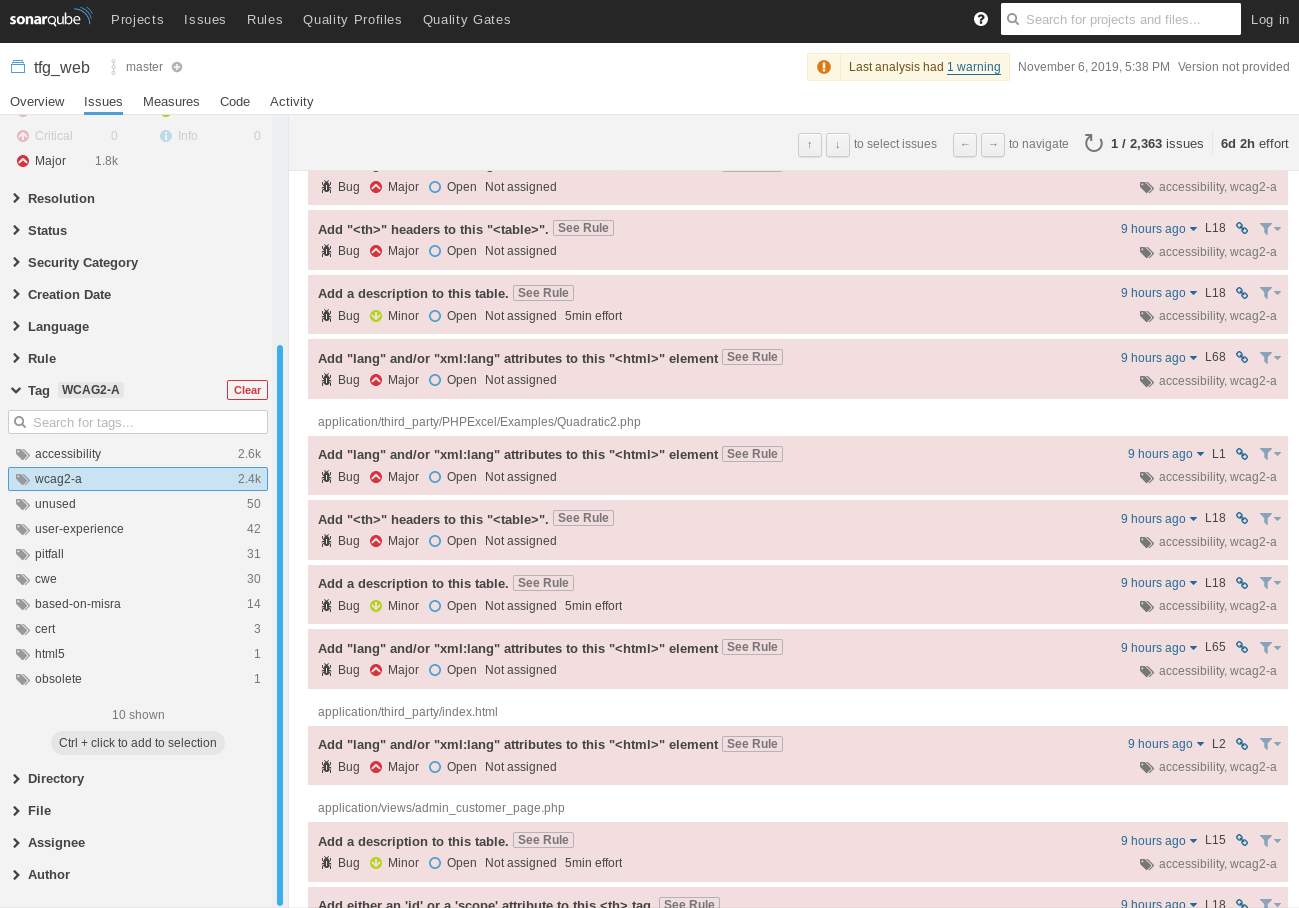 sonarqube Projects Issues Rules Quality Profiles Quality Gates Search for projects and files... Log in
tfg_web master Last analysis had 1 warning November 6, 2019, 5:38 PM Version not provided
Overview Issues Measures Code Activity
Critical 0 Info 0
Major 1.8k
Resolution
Status
Security Category
Creation Date
Language
Rule
Tag WCAG2-A Clear
Search for tags...
accessibility 2.6k
wcag2-a 2.4k
unused 50
user-experience 42
pitfall 31
cwe 30
based-on-misra 14
cert 3
html5 1
obsolete 1
10 shown
Ctrl + click to add to selection
Directory
File
Assignee
Author
↑ ↓ to select issues ← → to navigate 1 / 2,363 issues 6d 2h effort
Bug Major Open Not assigned accessibility, wcag2-a
Add "<th>" headers to this "<table>". See Rule 9 hours ago L18
Bug Major Open Not assigned accessibility, wcag2-a
Add a description to this table. See Rule 9 hours ago L18
Bug Minor Open Not assigned 5min effort accessibility, wcag2-a
Add "lang" and/or "xml:lang" attributes to this "<html>" element See Rule 9 hours ago L68
Bug Major Open Not assigned accessibility, wcag2-a
application/third_party/PHPExcel/Examples/Quadratic2.php
Add "lang" and/or "xml:lang" attributes to this "<html>" element See Rule 9 hours ago L1
Bug Major Open Not assigned accessibility, wcag2-a
Add "<th>" headers to this "<table>". See Rule 9 hours ago L18
Bug Major Open Not assigned accessibility, wcag2-a
Add a description to this table. See Rule 9 hours ago L18
Bug Minor Open Not assigned 5min effort accessibility, wcag2-a
Add "lang" and/or "xml:lang" attributes to this "<html>" element See Rule 9 hours ago L65
Bug Major Open Not assigned accessibility, wcag2-a
application/third_party/index.html
Add "lang" and/or "xml:lang" attributes to this "<html>" element See Rule 9 hours ago L2
Bug Major Open Not assigned accessibility, wcag2-a
application/views/admin_customer_page.php
Add a description to this table. See Rule 9 hours ago L15
Bug Minor Open Not assigned 5min effort accessibility, wcag2-a
Add either an 'id' or a 'scope' attribute to this <th> tag. See Rule 9 hours ago L18